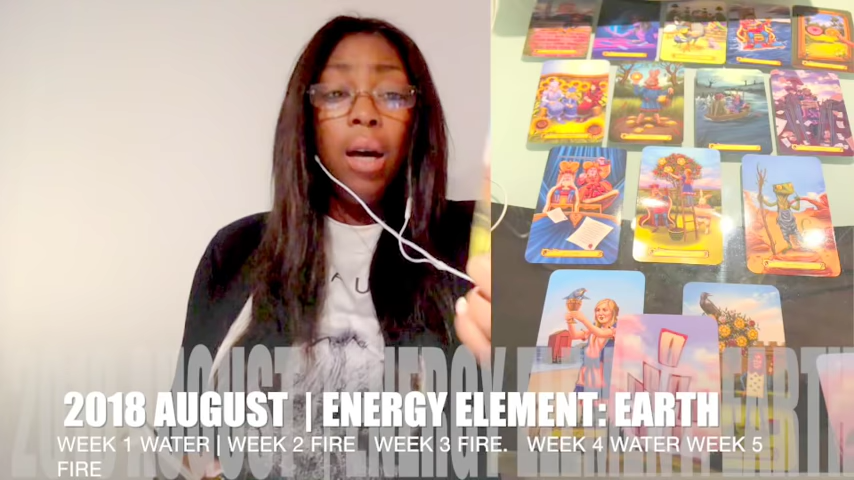 2018 AUGUST | ENERGY ELEMENT: EARTH
WEEK 1 WATER | WEEK 2 FIRE WEEK 3 FIRE. WEEK 4 WATER WEEK 5
FIRE